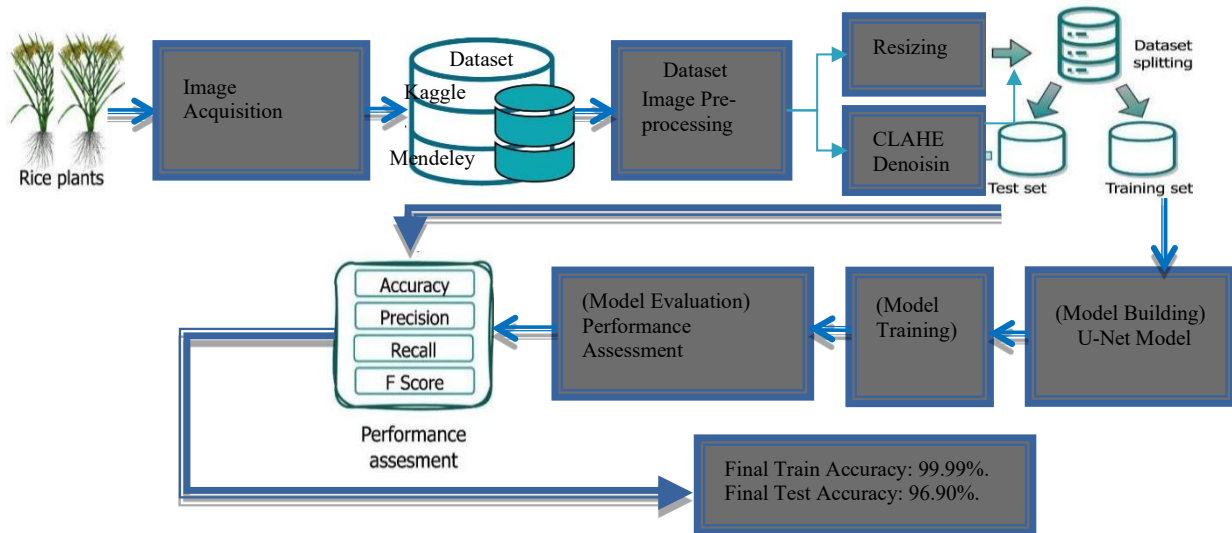 Rice plants
Image
Acquisition
Dataset
Kaggle
Mendeley
Dataset
Image Pre-
processing
Resizing
CLAHE
Denoisin
Dataset
splitting
Test set
Training set
(Model Building)
U-Net Model
(Model
Training)
(Model Evaluation)
Performance
Assessment
Accuracy
Precision
Recall
F Score
Performance
assesment
Final Train Accuracy: 99.99%.
Final Test Accuracy: 96.90%.